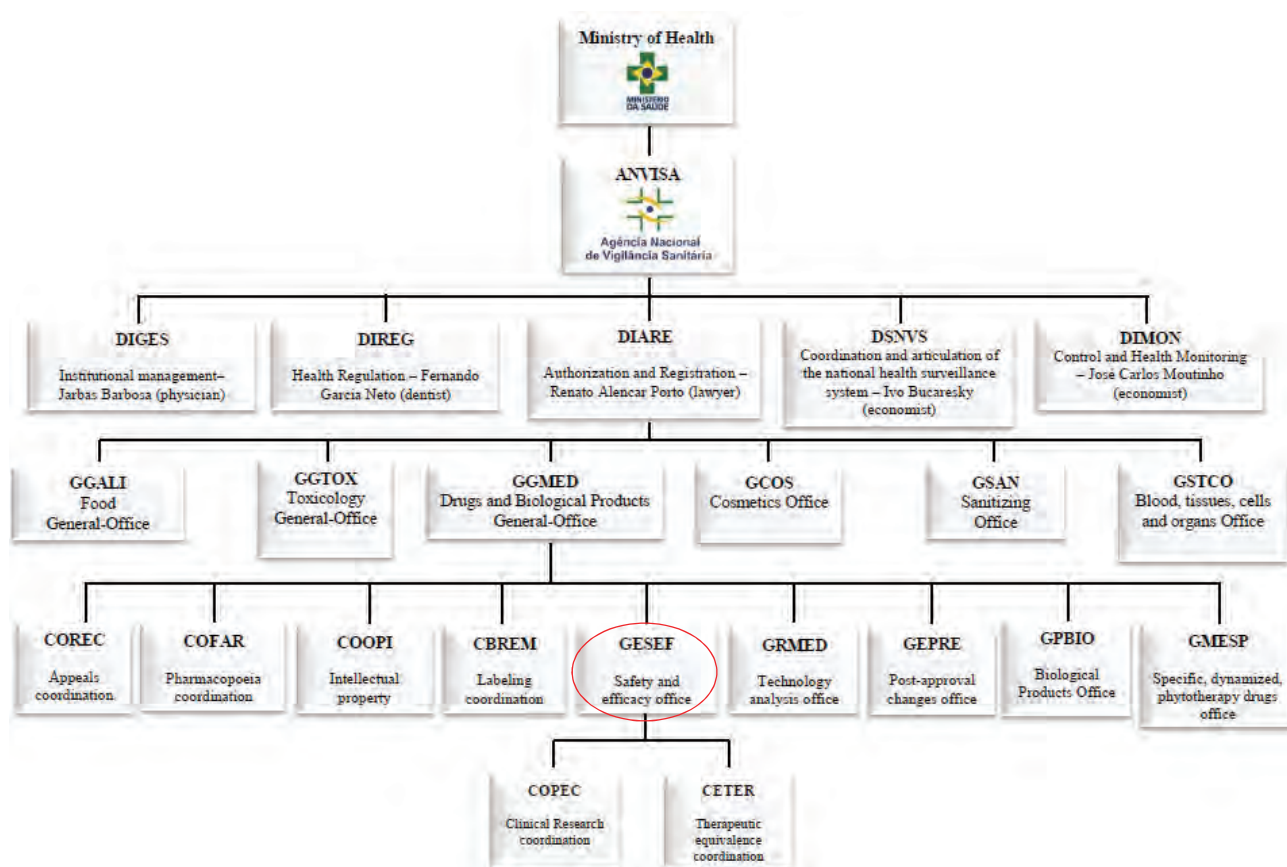 Ministry of Health
MINISTÉRIO
DA SAÚDE
ANVISA
Agência Nacional
de Vigilância Sanitária
DIGES
Institutional management–
Jarbas Barbosa (physician)
DIREG
Health Regulation – Fernando
Garcia Neto (dentist)
DIARE
Authorization and Registration –
Renato Alencar Porto (lawyer)
DSNVS
Coordination and articulation of
the national health surveillance
system – Ivo Bucaresky
(economist)
DIMON
Control and Health Monitoring
– José Carlos Moutinho
(economist)
GGALI
Food
General-Office
GGTOX
Toxicology
General-Office
GGMED
Drugs and Biological Products
General-Office
GCOS
Cosmetics Office
GSAN
Sanitizing
Office
GSTCO
Blood, tissues, cells
and organs Office
COREC
Appeals
coordination
COFAR
Pharmacopoeia
coordination
COOPI
Intellectual
property
CBREM
Labeling
coordination
GESEF
Safety and
efficacy office
GRMED
Technology
analysis office
GEPRE
Post-approval
changes office
GPBIO
Biological
Products Office
GMESP
Specific, dynamized,
phytotherapy drugs
office
COPEC
Clinical Research
coordination
CETER
Therapeutic
equivalence
coordination